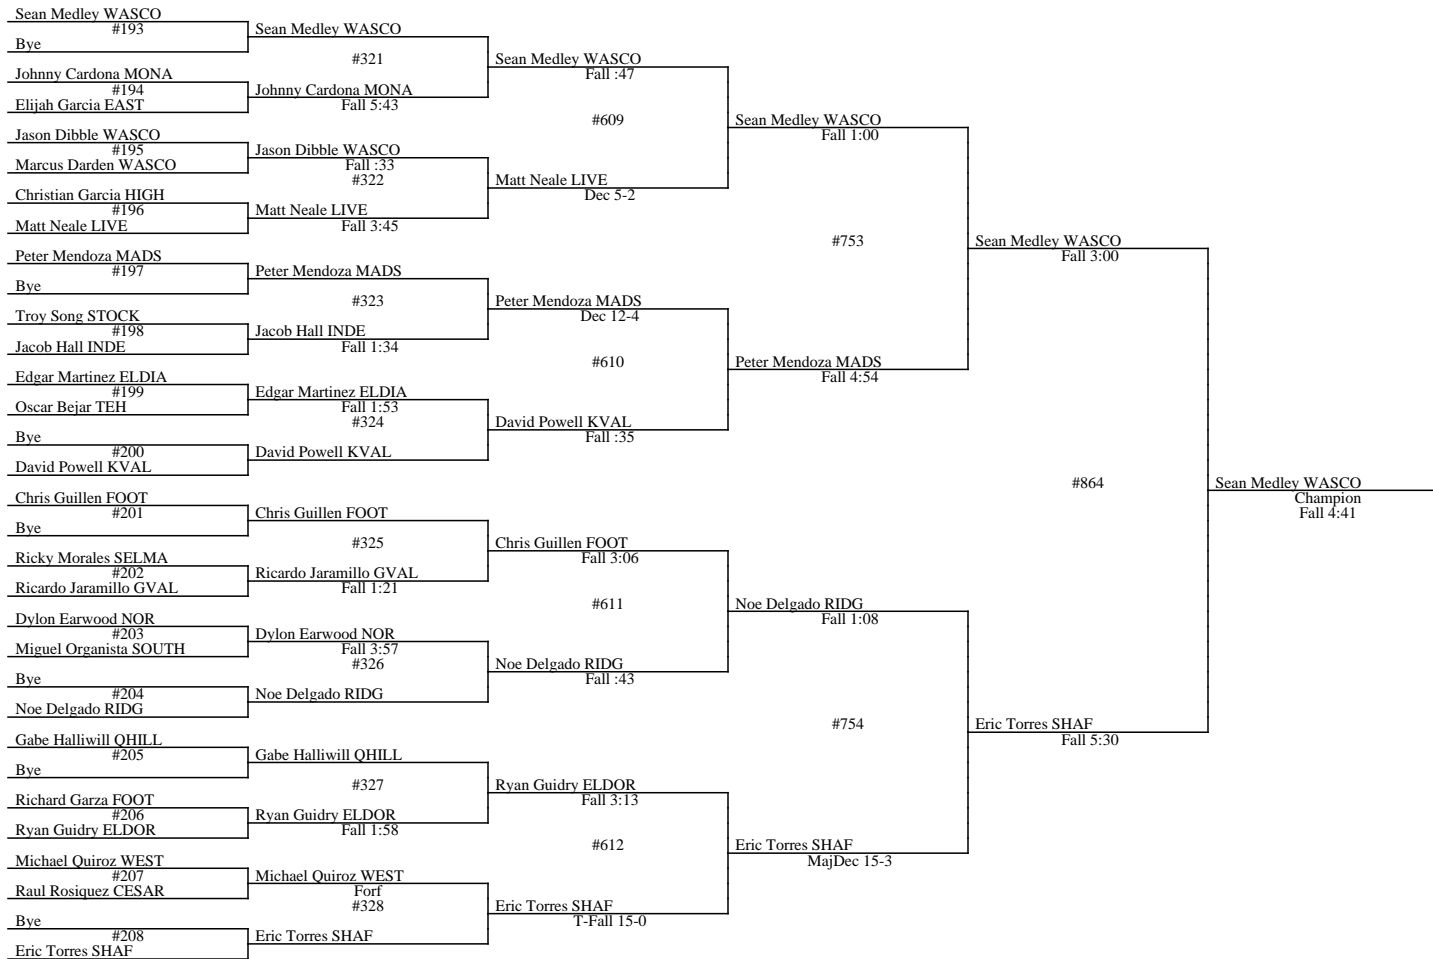 Sean Medley WASCO
#193
Bye
Johnny Cardona MONA
#194
Elijah Garcia EAST
Jason Dibble WASCO
#195
Marcus Darden WASCO
Christian Garcia HIGH
#196
Matt Neale LIVE
Peter Mendoza MADS
#197
Bye
Troy Song STOCK
#198
Jacob Hall INDE
Edgar Martinez ELDIA
#199
Oscar Bejar TEH
Bye
#200
David Powell KVAL
Chris Guillen FOOT
#201
Bye
Ricky Morales SELMA
#202
Ricardo Jaramillo GVAL
Dylon Earwood NOR
#203
Miguel Organista SOUTH
Bye
#204
Noe Delgado RIDG
Gabe Halliwill QHILL
#205
Bye
Richard Garza FOOT
#206
Ryan Guidry ELDOR
Michael Quiroz WEST
#207
Raul Rosiquez CESAR
Bye
#208
Eric Torres SHAF
Sean Medley WASCO
#321
Johnny Cardona MONA
Fall 5:43
Jason Dibble WASCO
Fall :33
#322
Matt Neale LIVE
Fall 3:45
Peter Mendoza MADS
#323
Jacob Hall INDE
Fall 1:34
Edgar Martinez ELDIA
Fall 1:53
#324
David Powell KVAL
Chris Guillen FOOT
#325
Ricardo Jaramillo GVAL
Fall 1:21
Dylon Earwood NOR
Fall 3:57
#326
Noe Delgado RIDG
Gabe Halliwill QHILL
#327
Ryan Guidry ELDOR
Fall 1:58
Michael Quiroz WEST
Forf
#328
Eric Torres SHAF
Sean Medley WASCO
Fall :47
#609
Matt Neale LIVE
Dec 5-2
Peter Mendoza MADS
Dec 12-4
#610
David Powell KVAL
Fall :35
Chris Guillen FOOT
Fall 3:06
#611
Noe Delgado RIDG
Fall :43
Ryan Guidry ELDOR
Fall 3:13
#612
Eric Torres SHAF
T-Fall 15-0
Sean Medley WASCO
Fall 1:00
#753
Peter Mendoza MADS
Fall 4:54
Noe Delgado RIDG
Fall 1:08
#754
Eric Torres SHAF
MajDec 15-3
Sean Medley WASCO
Fall 3:00
#864
Eric Torres SHAF
Fall 5:30
Sean Medley WASCO
Champion
Fall 4:41